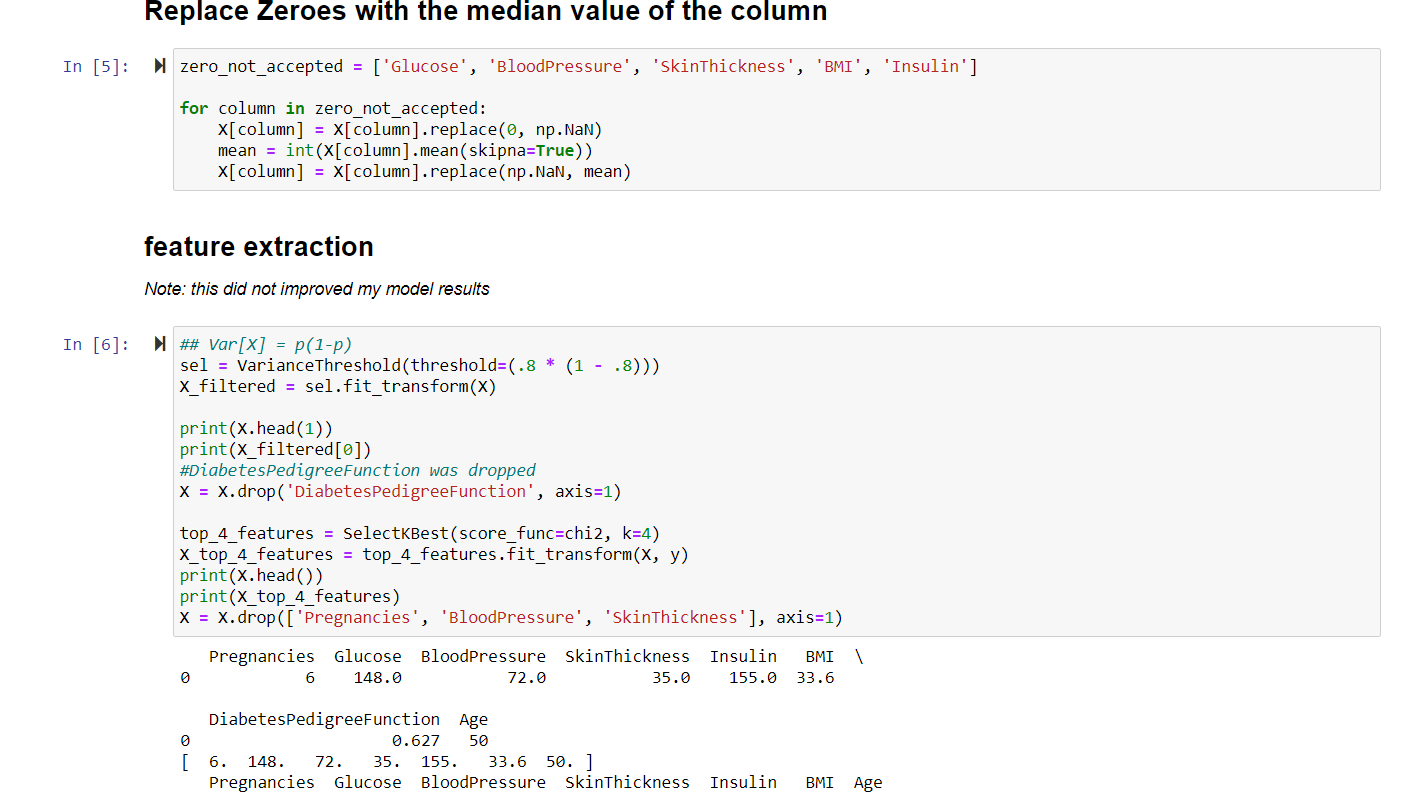 Replace Zeroes with the median value of the column
In [5]:
zero_not_accepted = ['Glucose', 'BloodPressure', 'SkinThickness', 'BMI', 'Insulin']
for column in zero_not_accepted:
    X[column] = X[column].replace(0, np.NaN)
    mean = int(X[column].mean(skipna=True))
    X[column] = X[column].replace(np.NaN, mean)
feature extraction
Note: this did not improved my model results
In [6]:
## Var[X] = p(1-p)
sel = VarianceThreshold(threshold=(.8 * (1 - .8)))
X_filtered = sel.fit_transform(X)
print(X.head(1))
print(X_filtered[0])
#DiabetesPedigreeFunction was dropped
X = X.drop('DiabetesPedigreeFunction', axis=1)
top_4_features = SelectKBest(score_func=chi2, k=4)
X_top_4_features = top_4_features.fit_transform(X, y)
print(X.head())
print(X_top_4_features)
X = X.drop(['Pregnancies', 'BloodPressure', 'SkinThickness'], axis=1)
   Pregnancies  Glucose  BloodPressure  SkinThickness  Insulin   BMI  \
0            6    148.0           72.0           35.0    155.0  33.6
   DiabetesPedigreeFunction  Age
0                     0.627   50
[  6.  148.   72.   35.  155.   33.6  50. ]
   Pregnancies  Glucose  BloodPressure  SkinThickness  Insulin   BMI  Age